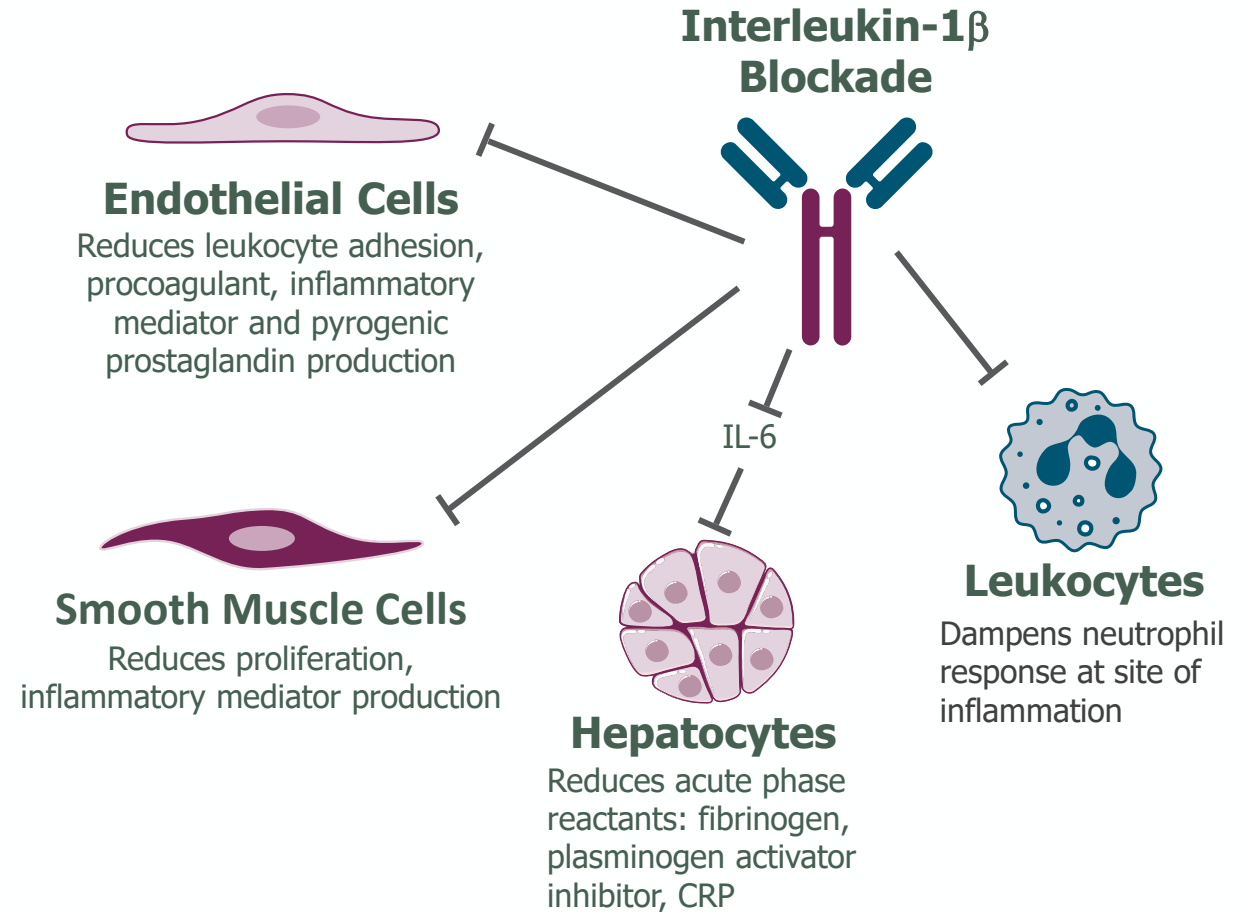 Interleukin-1β
Blockade
Endothelial Cells
Reduces leukocyte adhesion,
procoagulant, inflammatory
mediator and pyrogenic
prostaglandin production
IL-6
Smooth Muscle Cells
Reduces proliferation,
inflammatory mediator production
Hepatocytes
Reduces acute phase
reactants: fibrinogen,
plasminogen activator
inhibitor, CRP
Leukocytes
Dampens neutrophil
response at site of
inflammation